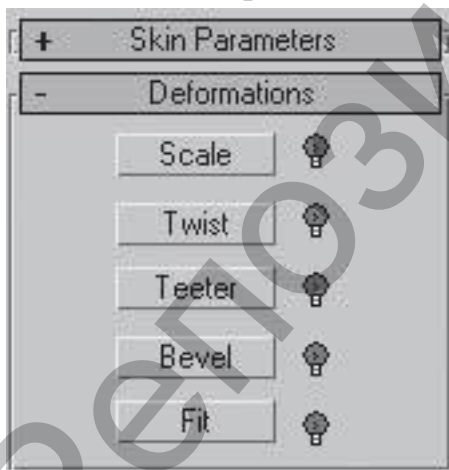 + Skin Parameters
- Deformations
Scale
Twist
Teeter
Bevel
Fit